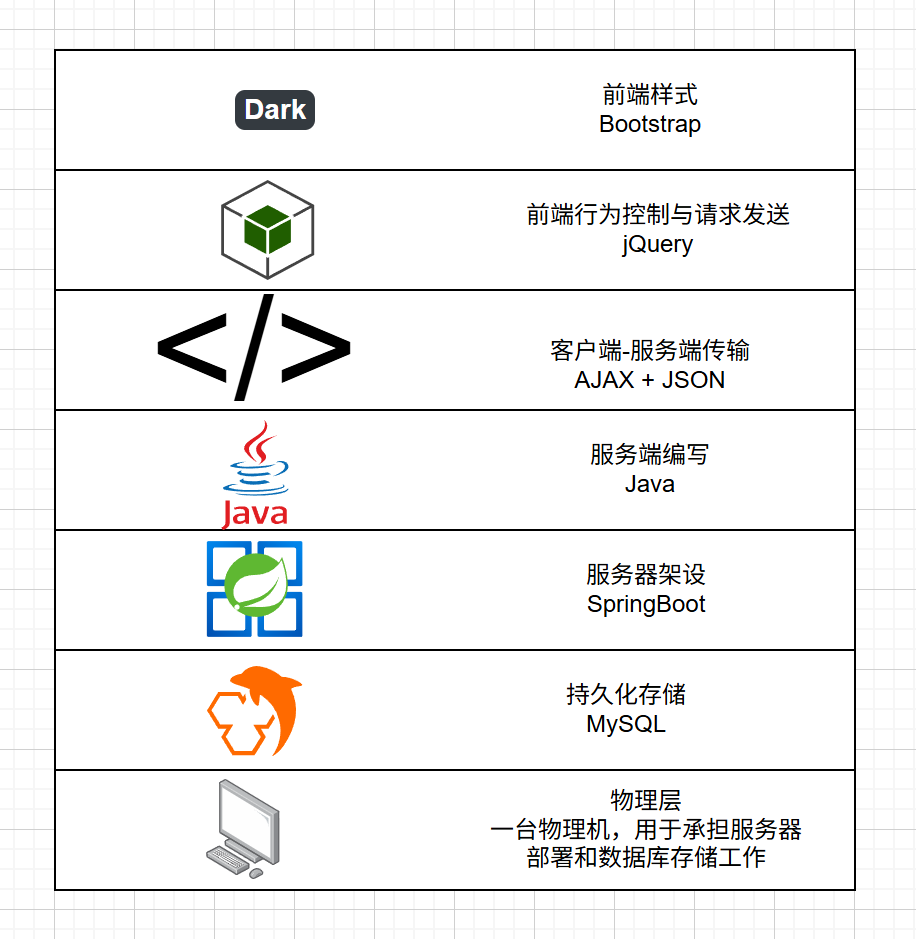 Dark
前端样式
Bootstrap
前端行为控制与请求发送
jQuery
</>
客户端-服务端传输
AJAX + JSON
Java
服务端编写
Java
服务器架设
SpringBoot
持久化存储
MySQL
物理层
一台物理机，用于承担服务器
部署和数据库存储工作